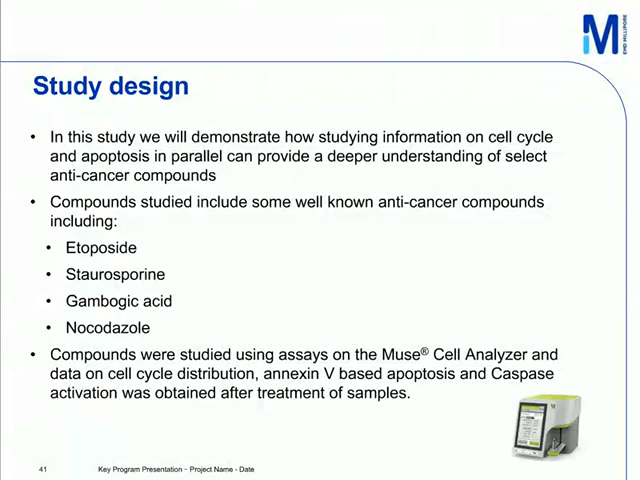 M
EMD MILLIPORE
Study design
• In this study we will demonstrate how studying information on cell cycle
and apoptosis in parallel can provide a deeper understanding of select
anti-cancer compounds
• Compounds studied include some well known anti-cancer compounds
including:
• Etoposide
• Staurosporine
• Gambogic acid
• Nocodazole
• Compounds were studied using assays on the Muse® Cell Analyzer and
data on cell cycle distribution, annexin V based apoptosis and Caspase
activation was obtained after treatment of samples.
41 Key Program Presentation − Project Name - Date